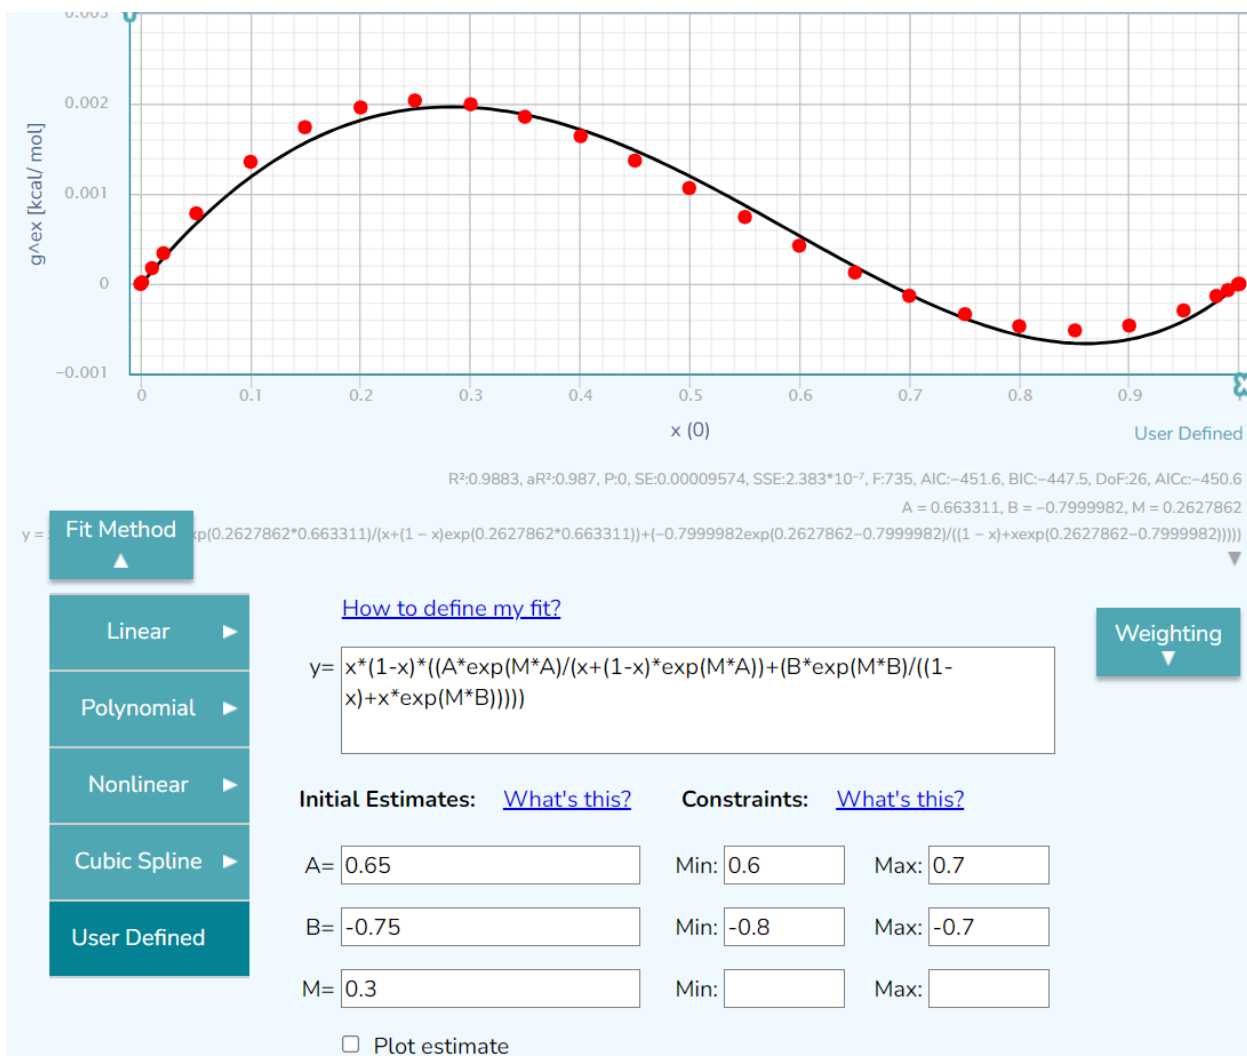 0.003
0.002
0.001
0
−0.001
g^ex [kcal/ mol]
0 0.1 0.2 0.3 0.4 0.5 0.6 0.7 0.8 0.9
x
x (0)
User Defined
R²:0.9883, aR²:0.987, P:0, SE:0.00009574, SSE:2.383*10⁻⁷, F:735, AIC:−451.6, BIC:−447.5, DoF:26, AICc:−450.6
A = 0.663311, B = −0.7999982, M = 0.2627862
y = xp(0.2627862*0.663311)/(x+(1 − x)exp(0.2627862*0.663311))+(−0.7999982exp(0.2627862−0.7999982)/((1 − x)+xexp(0.2627862−0.7999982)))))
Fit Method
▲
▼
How to define my fit?
Weighting
▼
Linear ▶
y= x*(1-x)*((A*exp(M*A)/(x+(1-x)*exp(M*A))+(B*exp(M*B)/((1-
x)+x*exp(M*B)))))
Polynomial ▶
Nonlinear ▶
Initial Estimates: What's this? Constraints: What's this?
Cubic Spline ▶
A= 0.65 Min: 0.6 Max: 0.7
User Defined
B= -0.75 Min: -0.8 Max: -0.7
M= 0.3 Min: Max:
Plot estimate